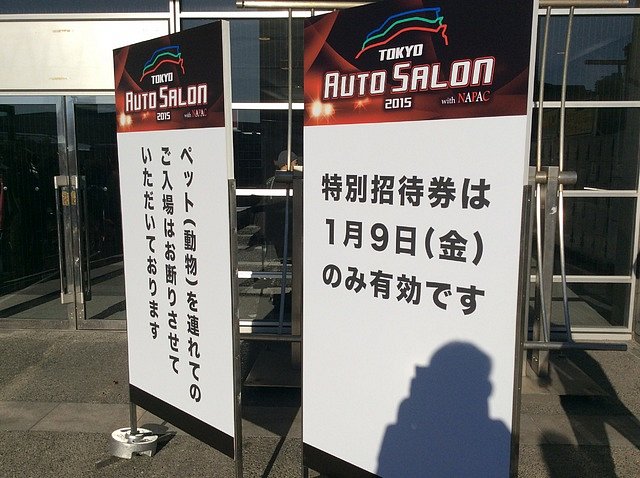 TOKYO
AUTO SALON
2015
with NAPAC
ペット(動物)を連れての
ご入場はお断りさせて
いただいております
TOKYO
AUTO SALON
2015 with NAPAC
特別招待券は
1月9日(金)
のみ有効です